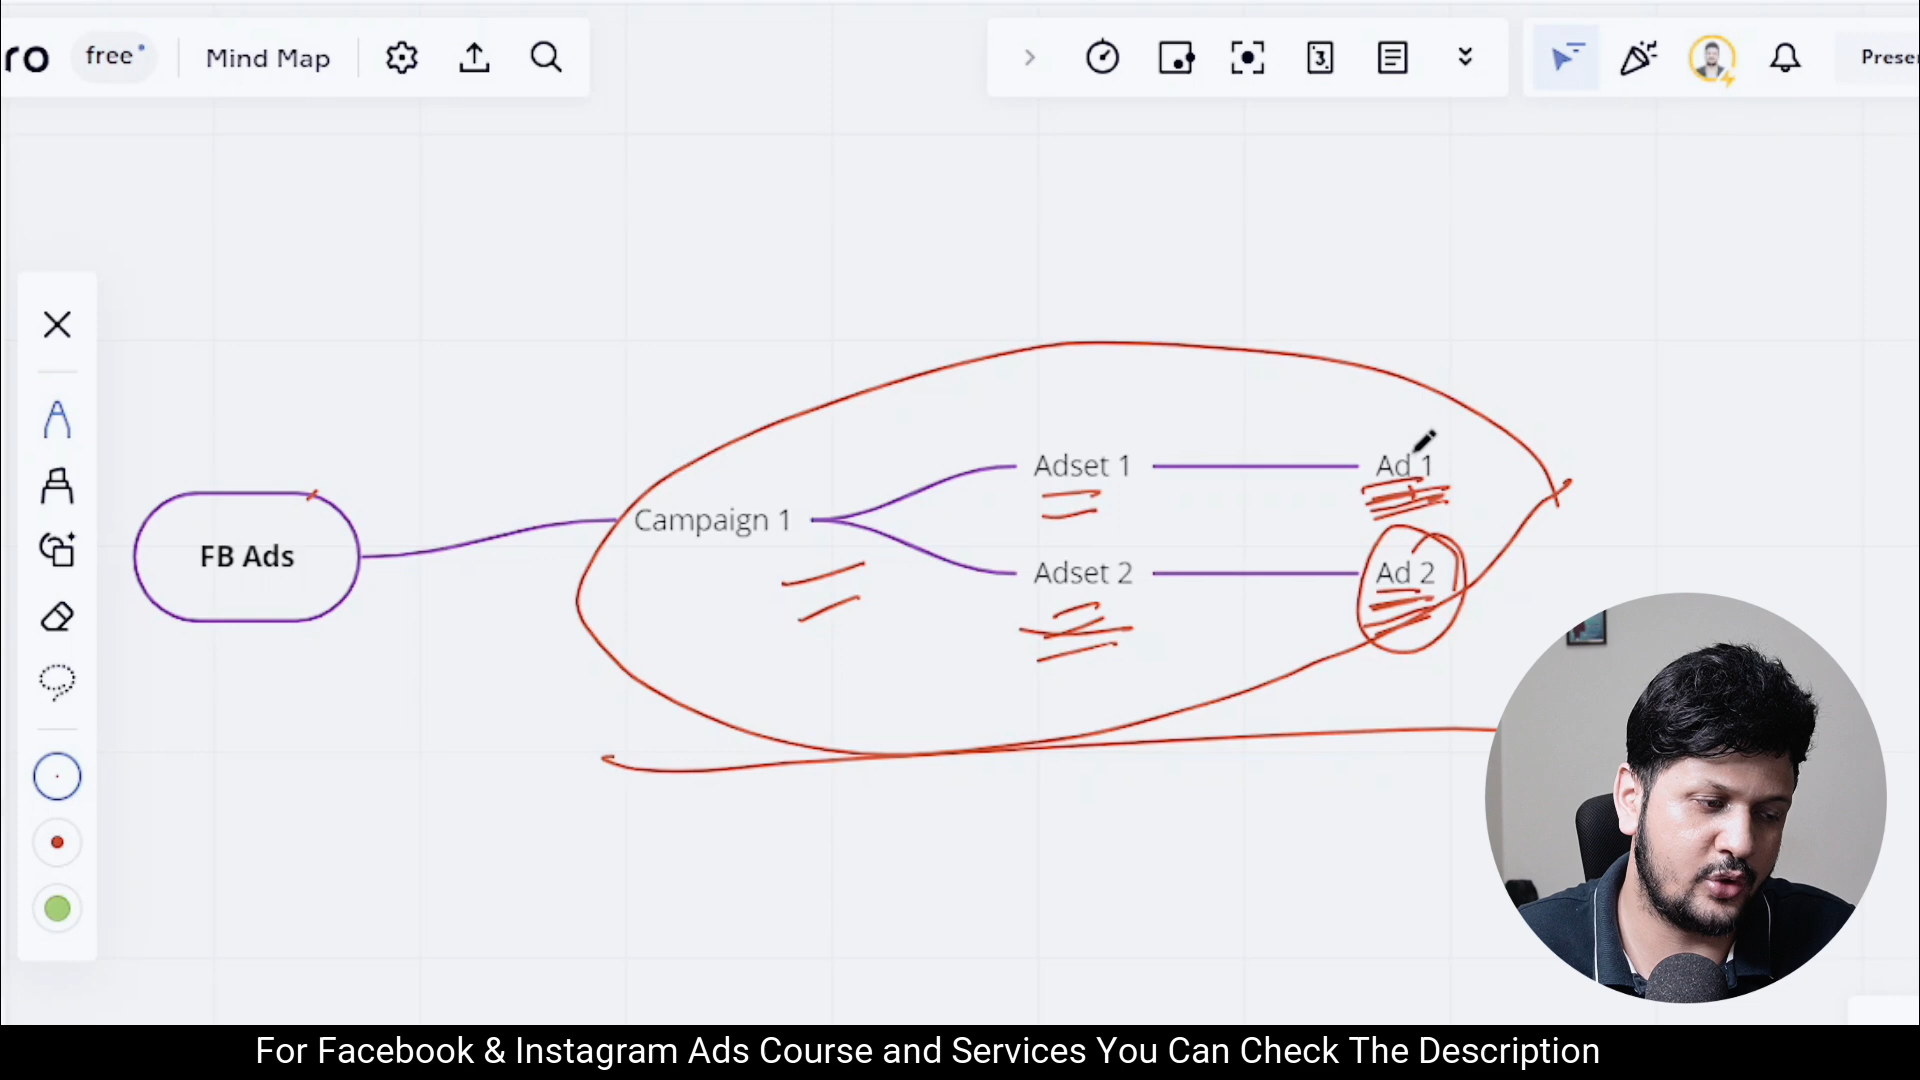 ro free Mind Map
3
Prese
Adset 1 Ad 1
Campaign 1
FB Ads
Adset 2 Ad 2
For Facebook & Instagram Ads Course and Services You Can Check The Description